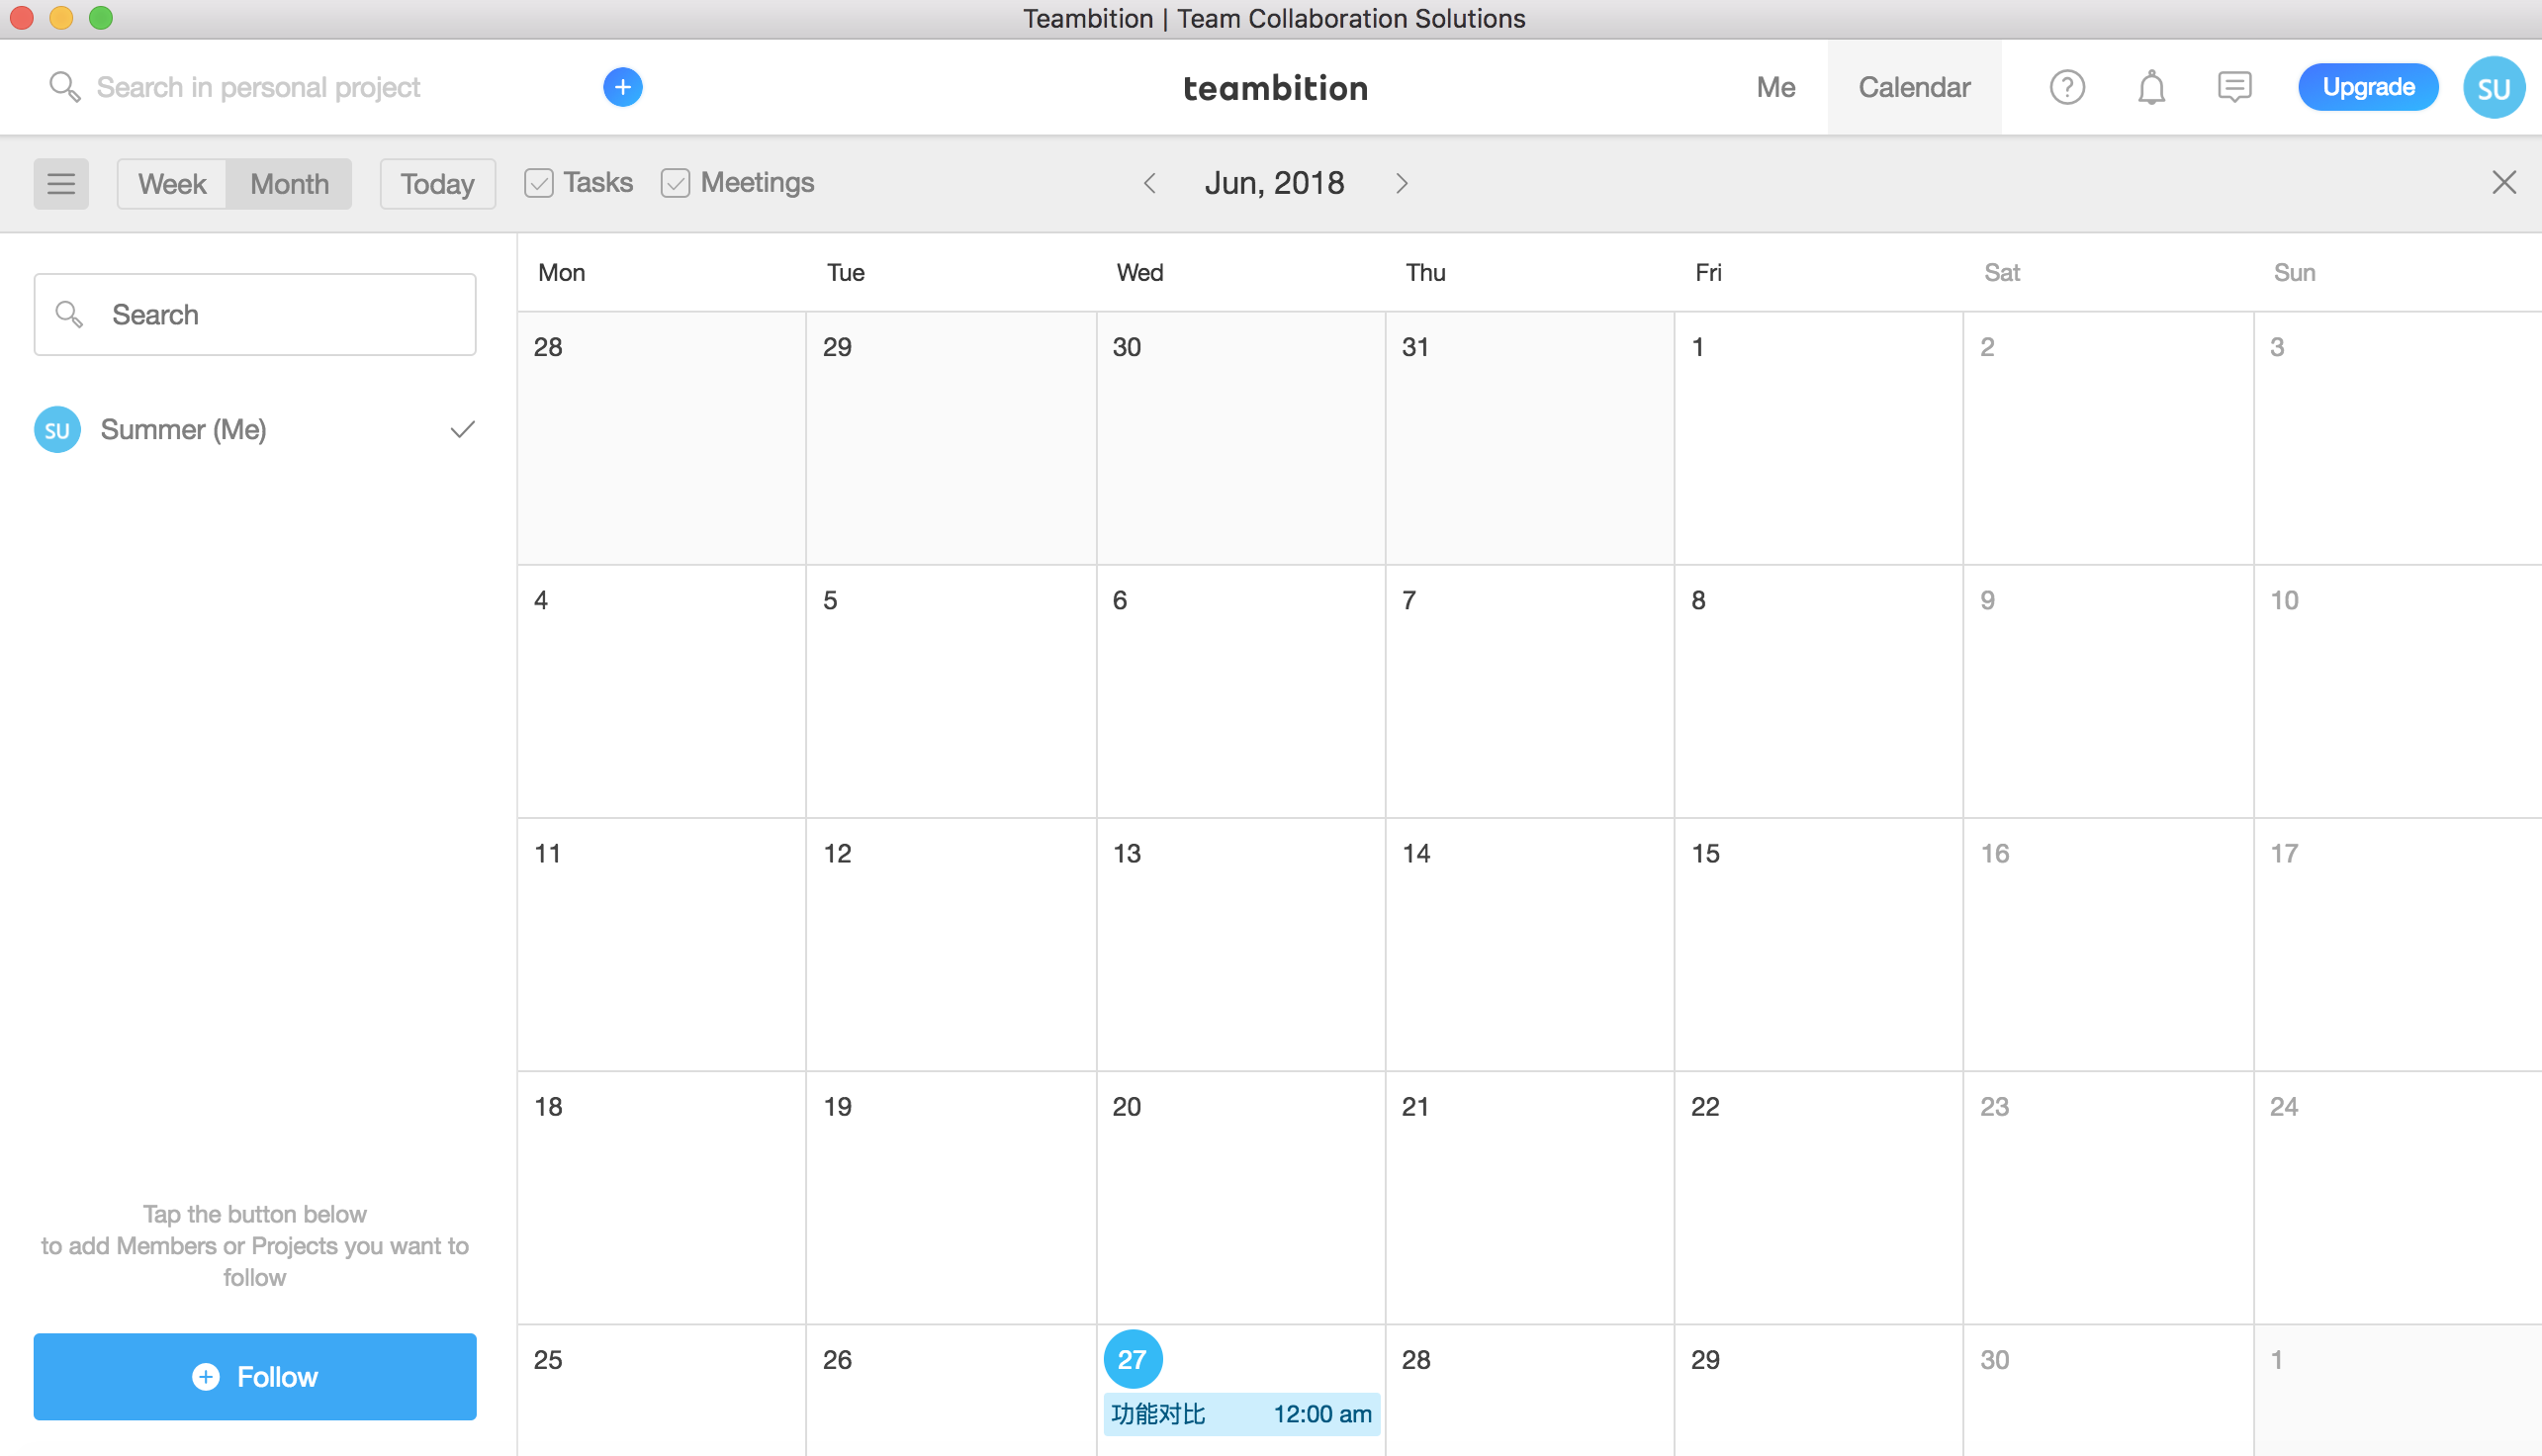 Teambition | Team Collaboration Solutions
Search in personal project
teambition
Me
Calendar
Upgrade
SU
Week
Month
Today
Tasks
Meetings
Jun, 2018
Search
SU
Summer (Me)
Tap the button below
to add Members or Projects you want to
follow
Follow
Mon Tue Wed Thu Fri Sat Sun
28 29 30 31 1 2 3
4 5 6 7 8 9 10
11 12 13 14 15 16 17
18 19 20 21 22 23 24
25 26 27 28 29 30 1
功能对比 12:00 am